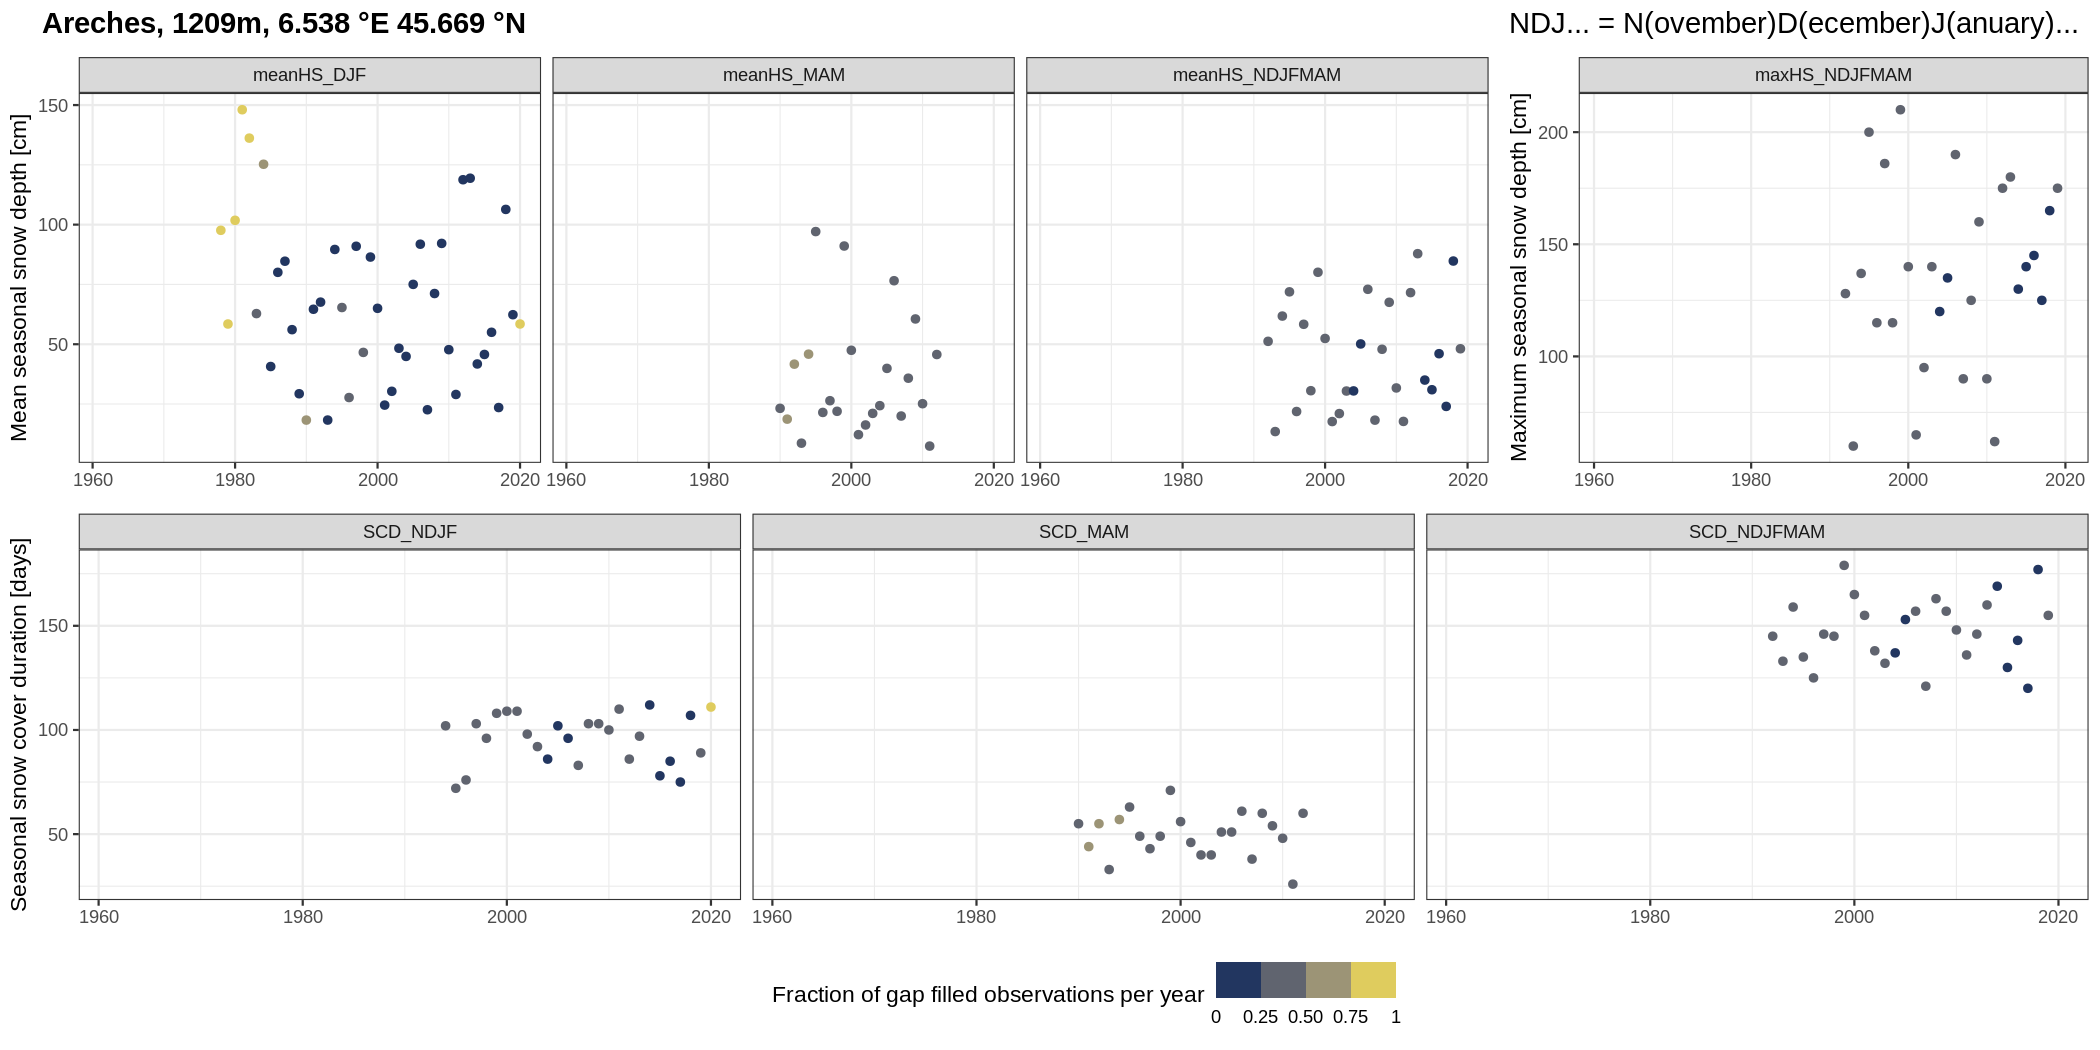 Areches, 1209m, 6.538 °E 45.669 °N
NDJ... = N(ovember)D(ecember)J(anuary)...
meanHS_DJF
meanHS_MAM
meanHS_NDJFMAM
maxHS_NDJFMAM
Mean seasonal snow depth [cm]
150
100
50
1960 1980 2000 2020
1960 1980 2000 2020
1960 1980 2000 2020
Maximum seasonal snow depth [cm]
200
150
100
1960 1980 2000 2020
SCD_NDJF
SCD_MAM
SCD_NDJFMAM
Seasonal snow cover duration [days]
150
100
50
1960 1980 2000 2020
1960 1980 2000 2020
1960 1980 2000 2020
Fraction of gap filled observations per year
0 0.25 0.50 0.75 1